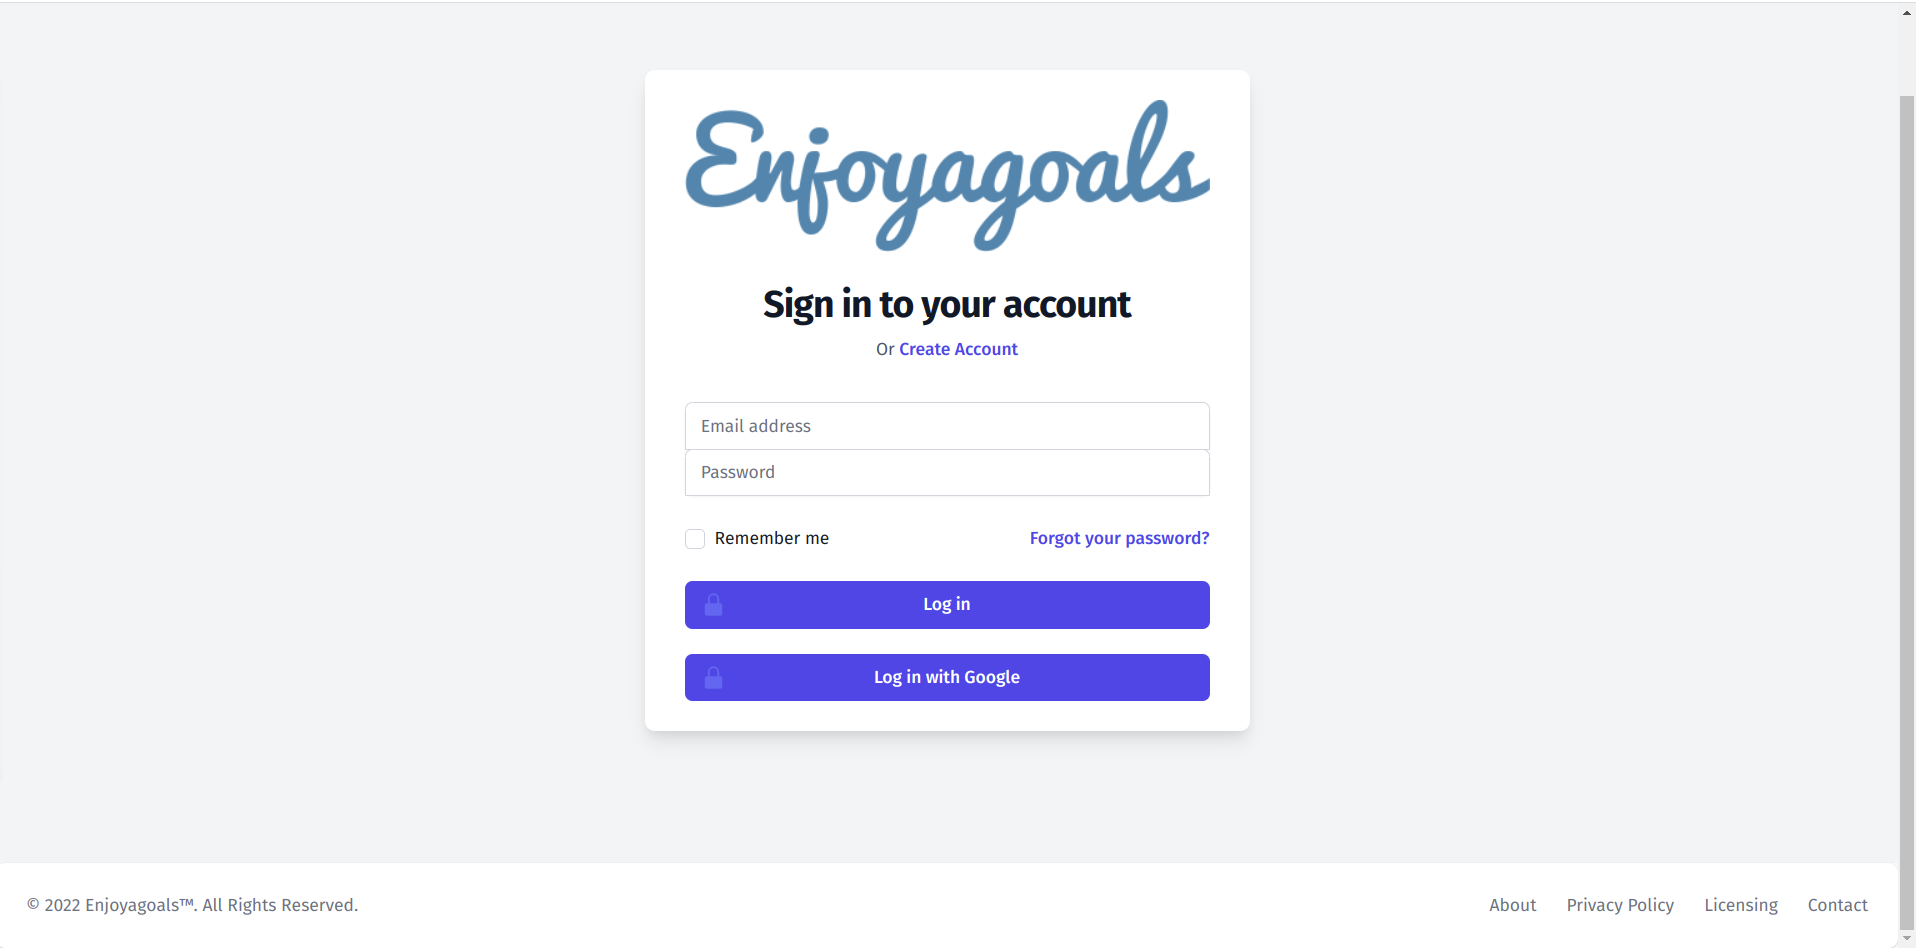 Enjoyagoals
Sign in to your account
Or Create Account
Email address
Password
Remember me Forgot your password?
Log in
Log in with Google
© 2022 Enjoyagoals™. All Rights Reserved. About Privacy Policy Licensing Contact